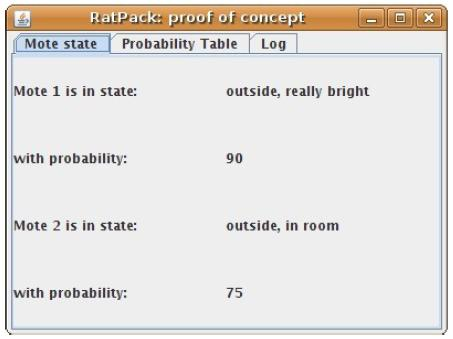 RatPack: proof of concept
Mote state Probability Table Log
Mote 1 is in state: outside, really bright
with probability: 90
Mote 2 is in state: outside, in room
with probability: 75